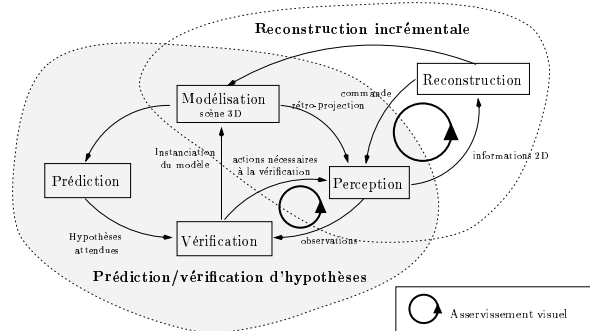 Reconstruction incrémentale
Reconstruction
Modélisation
scène 3D
commande
rétro-projection
Instanciation
du modèle
actions nécessaires
à la vérification
informations 2D
Prédiction
Perception
Hypothèses
attendues
Vérification
observations
Prédiction/vérification d'hypothèses
Asservissement visuel